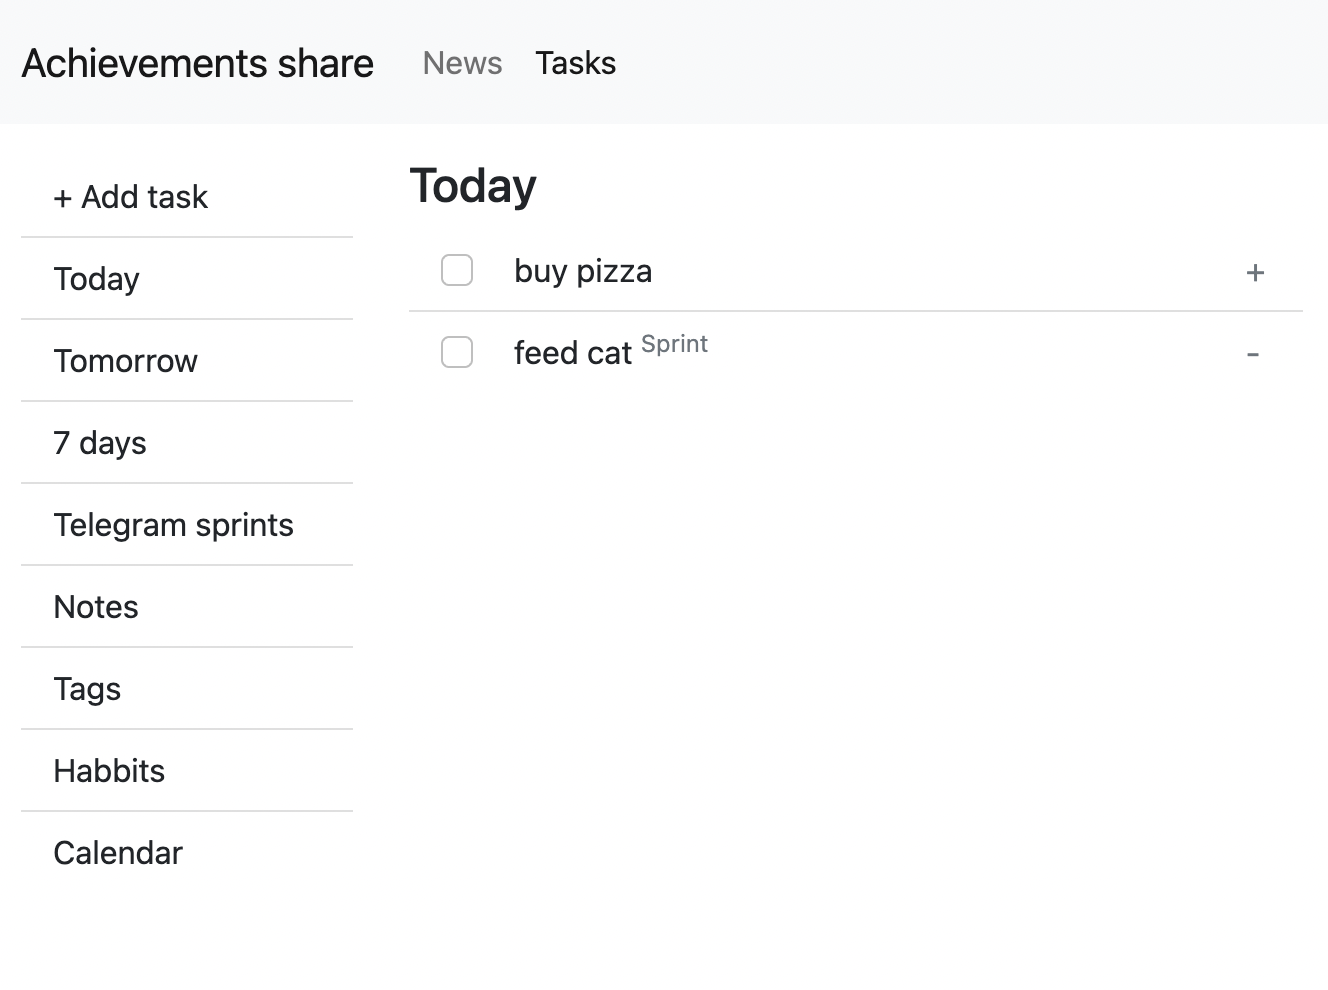 Achievements share News Tasks
+ Add task
Today
Tomorrow
7 days
Telegram sprints
Notes
Tags
Habbits
Calendar
Today
buy pizza +
feed cat Sprint -